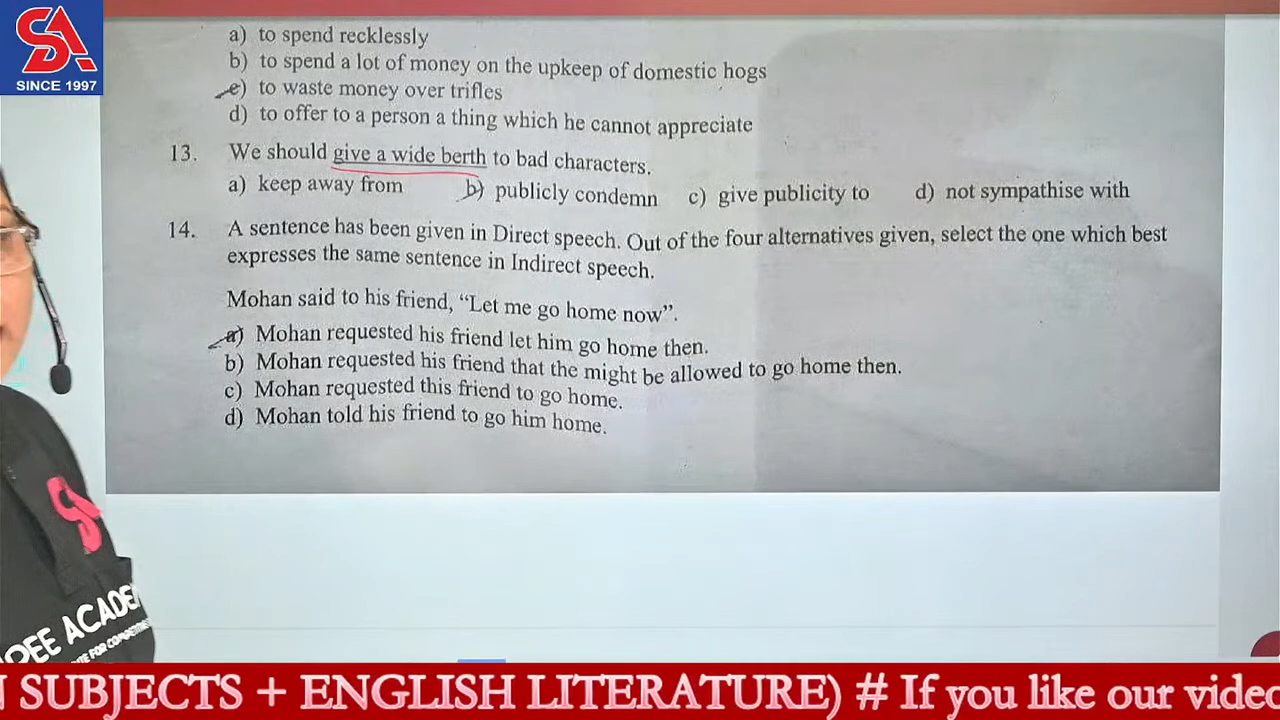 SA
SINCE 1997
a) to spend recklessly
b) to spend a lot of money on the upkeep of domestic hogs
c) to waste money over trifles
d) to offer to a person a thing which he cannot appreciate
13. We should give a wide berth to bad characters.
a) keep away from b) publicly condemn c) give publicity to d) not sympathise with
14. A sentence has been given in Direct speech. Out of the four alternatives given, select the one which best
expresses the same sentence in Indirect speech.
Mohan said to his friend, “Let me go home now”.
a) Mohan requested his friend let him go home then.
b) Mohan requested his friend that the might be allowed to go home then.
c) Mohan requested this friend to go home.
d) Mohan told his friend to go him home.
SUBJECTS + ENGLISH LITERATURE) # If you like our video